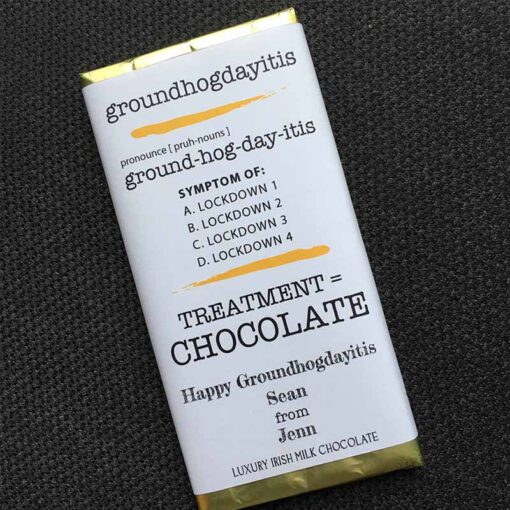 groundhogdayitis
pronounce [ pruh-nouns ]
ground-hog-day-itis
SYMPTOM OF:
A. LOCKDOWN 1
B. LOCKDOWN 2
C. LOCKDOWN 3
D. LOCKDOWN 4
TREATMENT =
CHOCOLATE
Happy Groundhogdayitis
Sean
from
Jenn
LUXURY IRISH MILK CHOCOLATE